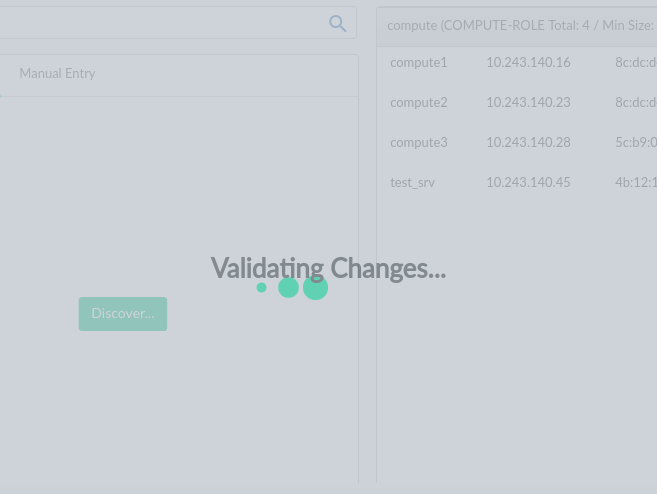 compute (COMPUTE-ROLE Total: 4 / Min Size:
Manual Entry
compute1 10.243.140.16 8c:dc:d
compute2 10.243.140.23 8c:dc:d
compute3 10.243.140.28 5c:b9:0
test_srv 10.243.140.45 4b:12:1
Validating Changes...
Discover...